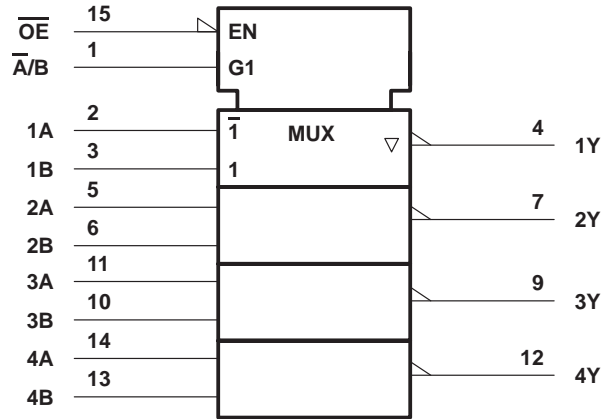 O̅E̅ 15 EN
A̅/B 1 G1
1A 2 1̅ MUX 4 1Y
1B 3 1
2A 5 7 2Y
2B 6
3A 11 9 3Y
3B 10
4A 14 12 4Y
4B 13